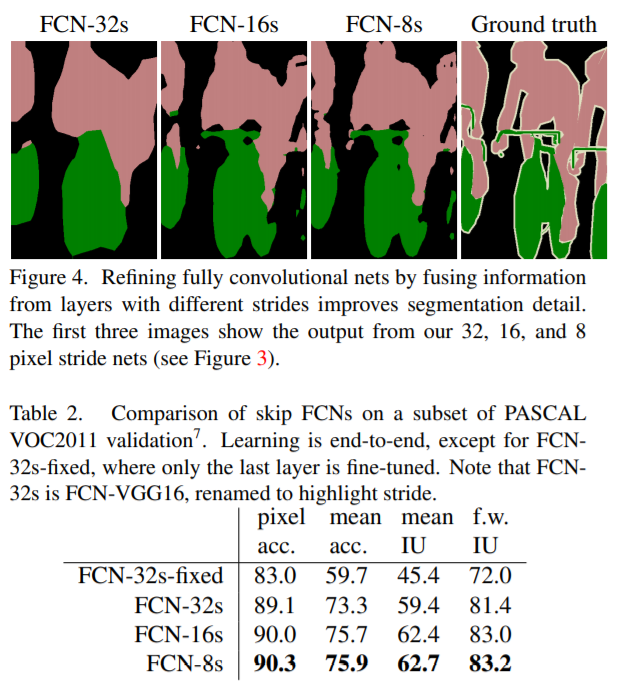 FCN-32s FCN-16s FCN-8s Ground truth
Figure 4. Refining fully convolutional nets by fusing information
from layers with different strides improves segmentation detail.
The first three images show the output from our 32, 16, and 8
pixel stride nets (see Figure 3).
Table 2. Comparison of skip FCNs on a subset of PASCAL
VOC2011 validation⁷. Learning is end-to-end, except for FCN-
32s-fixed, where only the last layer is fine-tuned. Note that FCN-
32s is FCN-VGG16, renamed to highlight stride.
pixel mean mean f.w.
acc. acc. IU IU
FCN-32s-fixed 83.0 59.7 45.4 72.0
FCN-32s 89.1 73.3 59.4 81.4
FCN-16s 90.0 75.7 62.4 83.0
FCN-8s 90.3 75.9 62.7 83.2